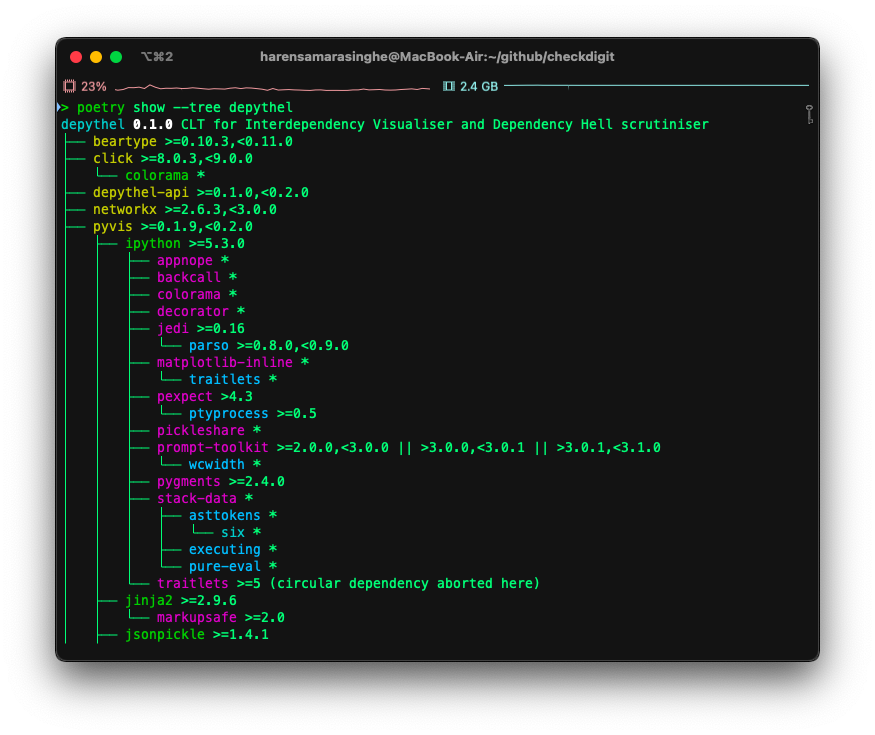 ⌥⌘2 harensamarasinghe@MacBook-Air:~/github/checkdigit
23% 2.4 GB
> poetry show --tree depythel
depythel 0.1.0 CLT for Interdependency Visualiser and Dependency Hell scrutiniser
├── beartype >=0.10.3,<0.11.0
├── click >=8.0.3,<9.0.0
│   └── colorama *
├── depythel-api >=0.1.0,<0.2.0
├── networkx >=2.6.3,<3.0.0
├── pyvis >=0.1.9,<0.2.0
│   ├── ipython >=5.3.0
│   │   ├── appnope *
│   │   ├── backcall *
│   │   ├── colorama *
│   │   ├── decorator *
│   │   ├── jedi >=0.16
│   │   │   └── parso >=0.8.0,<0.9.0
│   │   ├── matplotlib-inline *
│   │   │   └── traitlets *
│   │   ├── pexpect >4.3
│   │   │   └── ptyprocess >=0.5
│   │   ├── pickleshare *
│   │   ├── prompt-toolkit >=2.0.0,<3.0.0 || >3.0.0,<3.0.1 || >3.0.1,<3.1.0
│   │   │   └── wcwidth *
│   │   ├── pygments >=2.4.0
│   │   ├── stack-data *
│   │   │   ├── asttokens *
│   │   │   │   └── six *
│   │   │   ├── executing *
│   │   │   └── pure-eval *
│   │   └── traitlets >=5 (circular dependency aborted here)
│   ├── jinja2 >=2.9.6
│   │   └── markupsafe >=2.0
│   ├── jsonpickle >=1.4.1